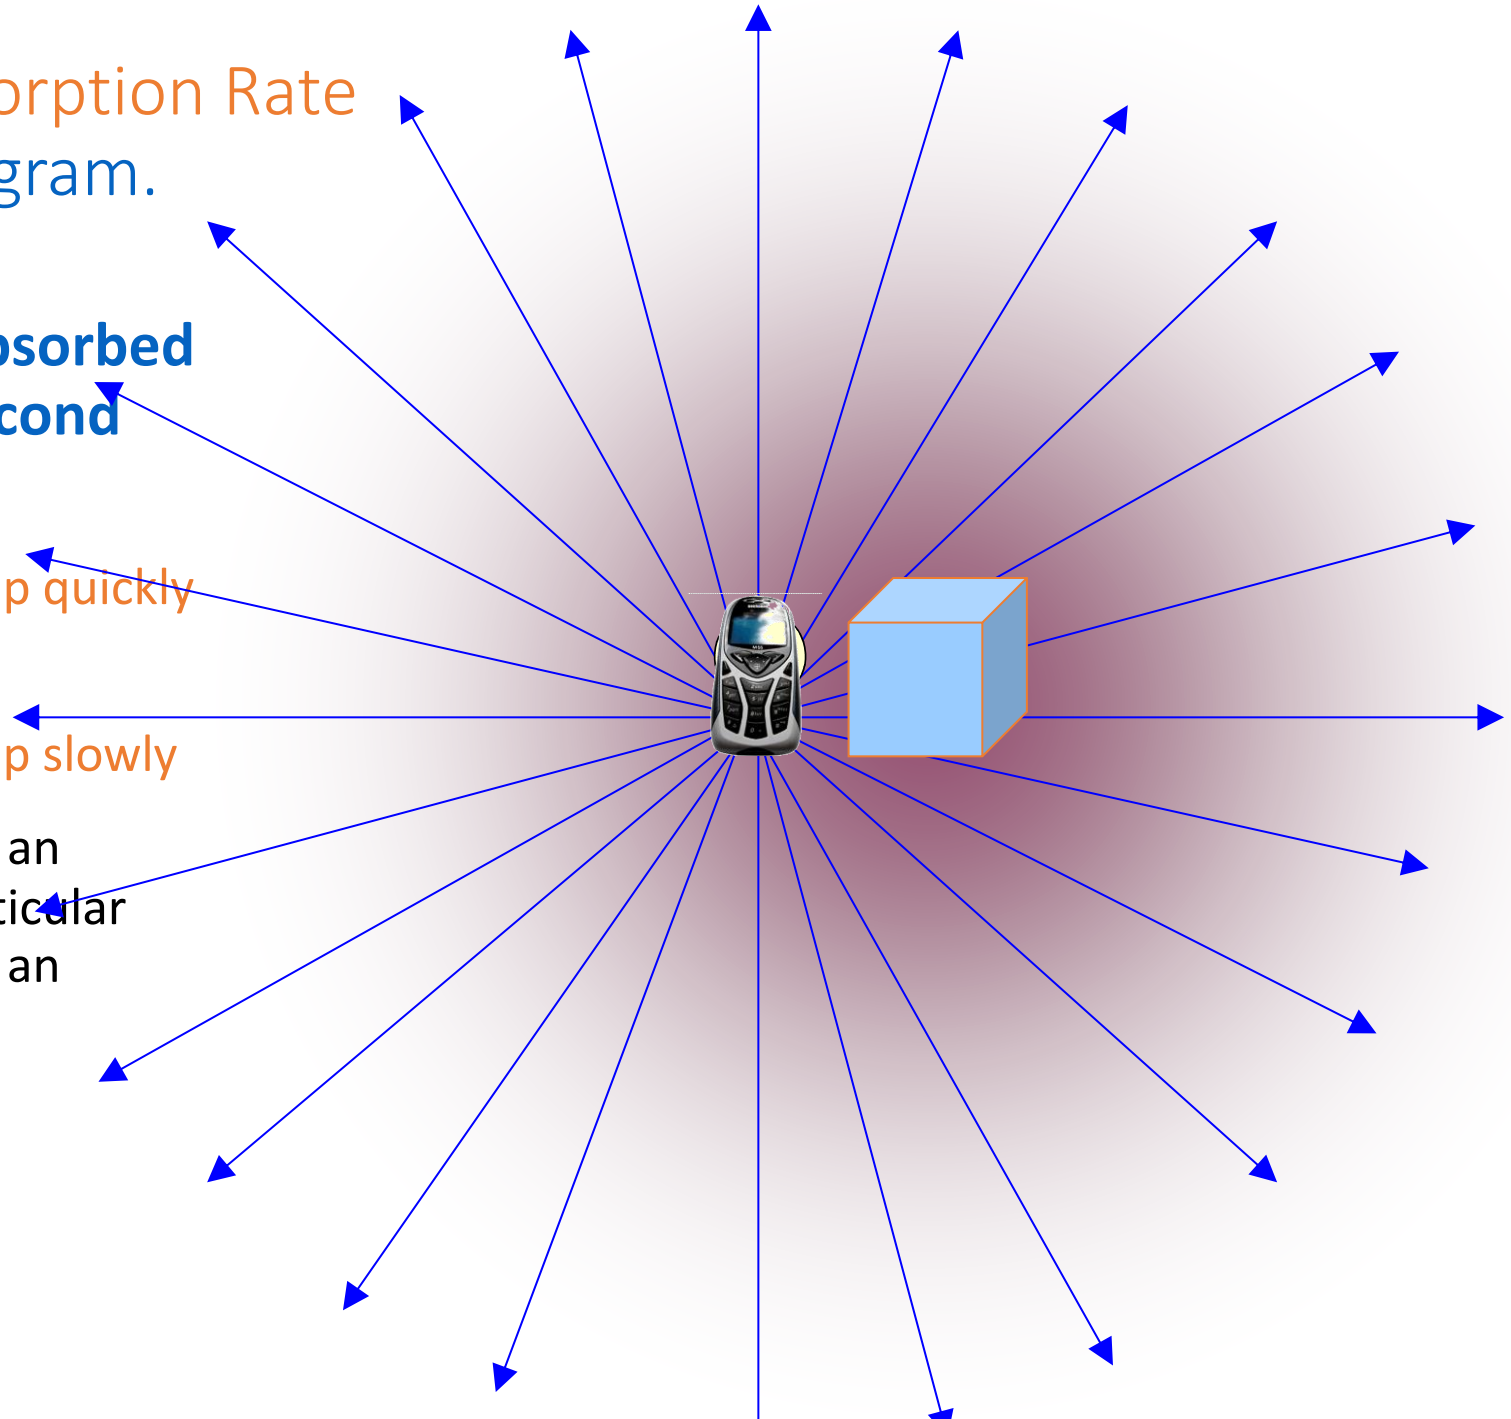 orption Rate
gram.
bsorbed
cond
p quickly
p slowly
an
ticular
an